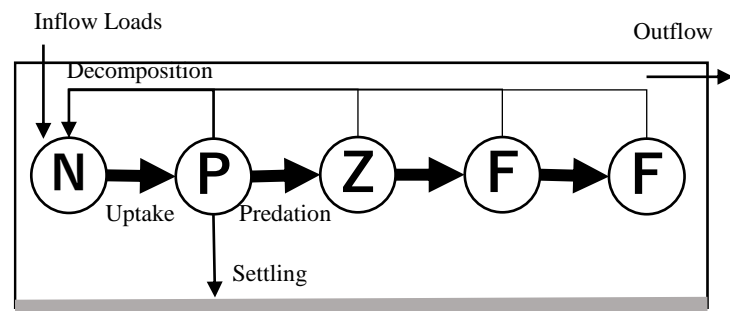 Inflow Loads
Outflow
Decomposition
N P Z F F
Uptake Predation
Settling